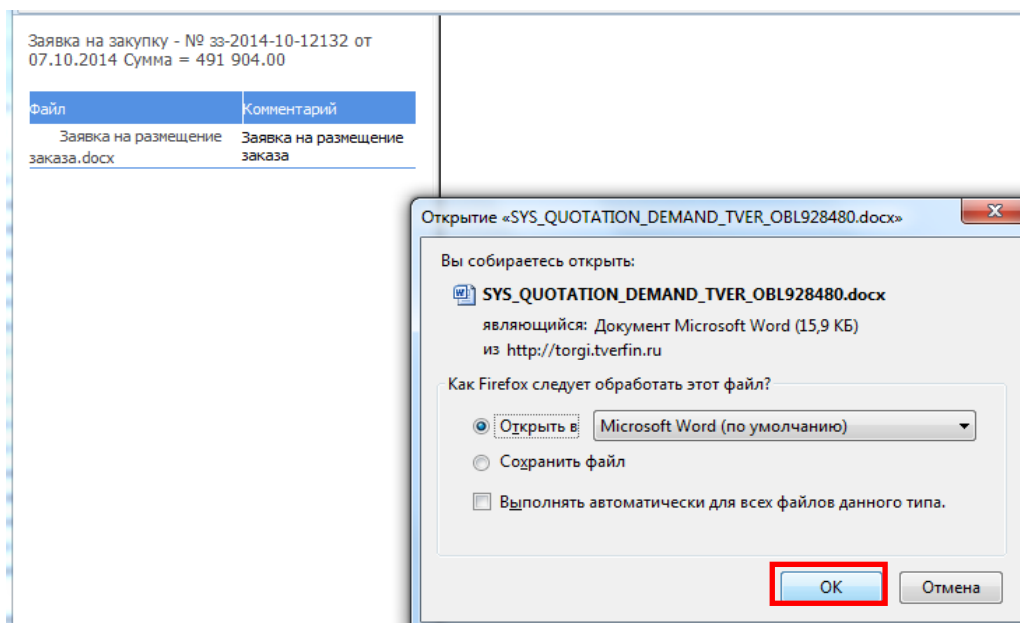 Заявка на закупку - № зз-2014-10-12132 от
07.10.2014 Сумма = 491 904.00
Файл Комментарий
Заявка на размещение Заявка на размещение
заказа.docx заказа
Открытие «SYS_QUOTATION_DEMAND_TVER_OBL928480.docx»
Вы собираетесь открыть:
SYS_QUOTATION_DEMAND_TVER_OBL928480.docx
являющийся: Документ Microsoft Word (15,9 КБ)
из http://torgi.tverfin.ru
Как Firefox следует обработать этот файл?
Открыть в Microsoft Word (по умолчанию)
Сохранить файл
Выполнять автоматически для всех файлов данного типа.
ОК Отмена